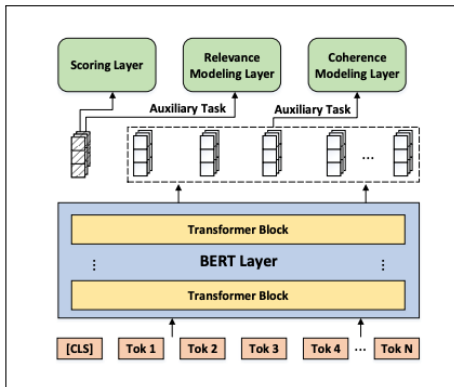 Scoring Layer
Relevance
Modeling Layer
Coherence
Modeling Layer
Auxiliary Task
Auxiliary Task
...
Transformer Block
⋮ BERT Layer ⋮
Transformer Block
[CLS] Tok 1 Tok 2 Tok 3 Tok 4 ... Tok N